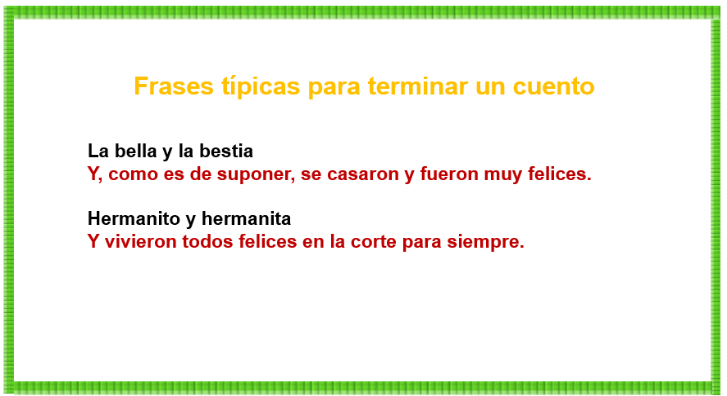 Frases típicas para terminar un cuento
La bella y la bestia
Y, como es de suponer, se casaron y fueron muy felices.
Hermanito y hermanita
Y vivieron todos felices en la corte para siempre.